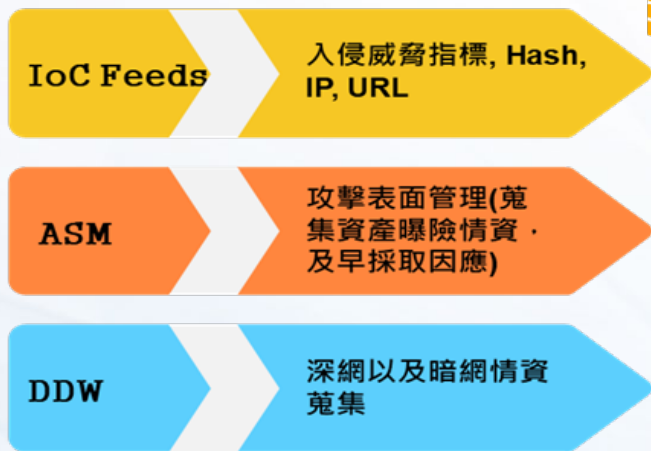 IoC Feeds
入侵威脅指標, Hash,
IP, URL
ASM
攻擊表面管理(蒐
集資產曝險情資，
及早採取因應)
DDW
深網以及暗網情資
蒐集